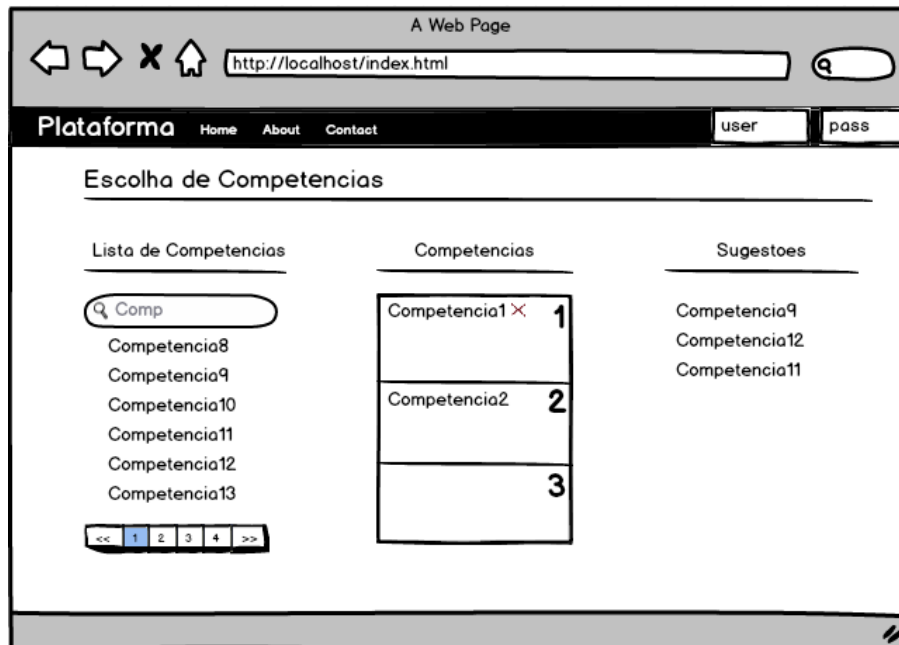 A Web Page
http://localhost/index.html
Plataforma Home About Contact user pass
Escolha de Competencias
Lista de Competencias
Comp
Competencia8
Competencia9
Competencia10
Competencia11
Competencia12
Competencia13
<< 1 2 3 4 >>
Competencias
Competencia1 1
Competencia2 2
3
Sugestoes
Competencia9
Competencia12
Competencia11